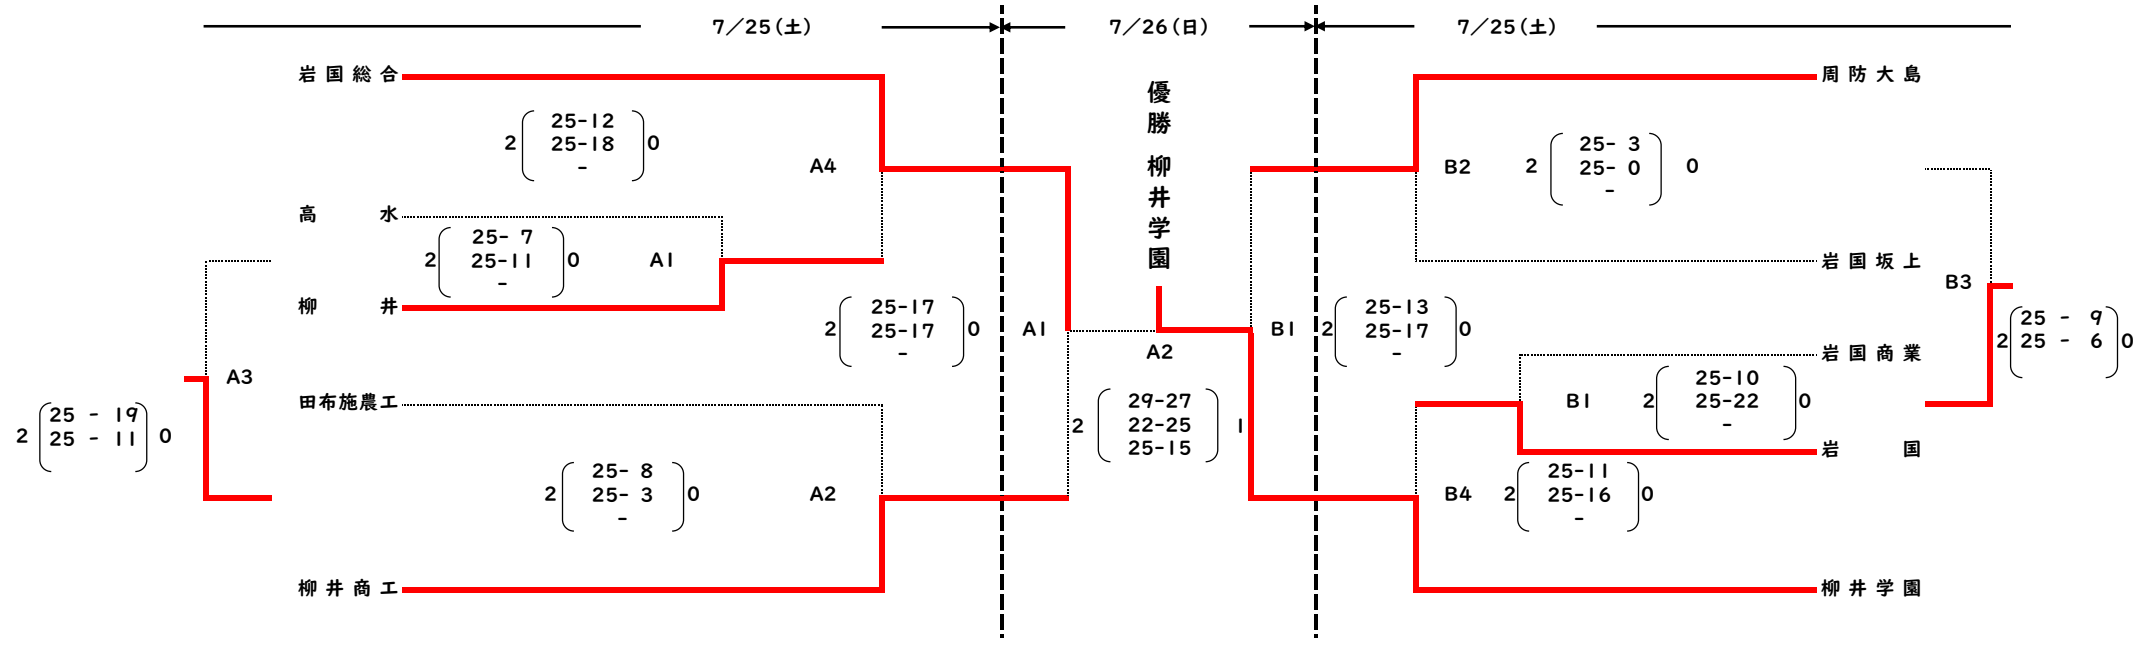 7／25(土)
7／26(日)
7／25(土)
岩国総合
2 25-12 0
25-18
-
A4
高水
2 25- 7 0
25-11
-
A1
柳井
2 25-17 0
25-17
-
A1
A3
2 25 - 19 0
25 - 11
田布施農工
2 25- 8 0
25- 3
-
A2
柳井商工
優勝 柳井学園
A2
2 29-27 1
22-25
25-15
周防大島
B2
2 25- 3 0
25- 0
-
岩国坂上
B3
2 25 - 9 0
25 - 6
B1
2 25-13 0
25-17
-
岩国商業
B1
2 25-10 0
25-22
-
岩国
B4
2 25-11 0
25-16
-
柳井学園